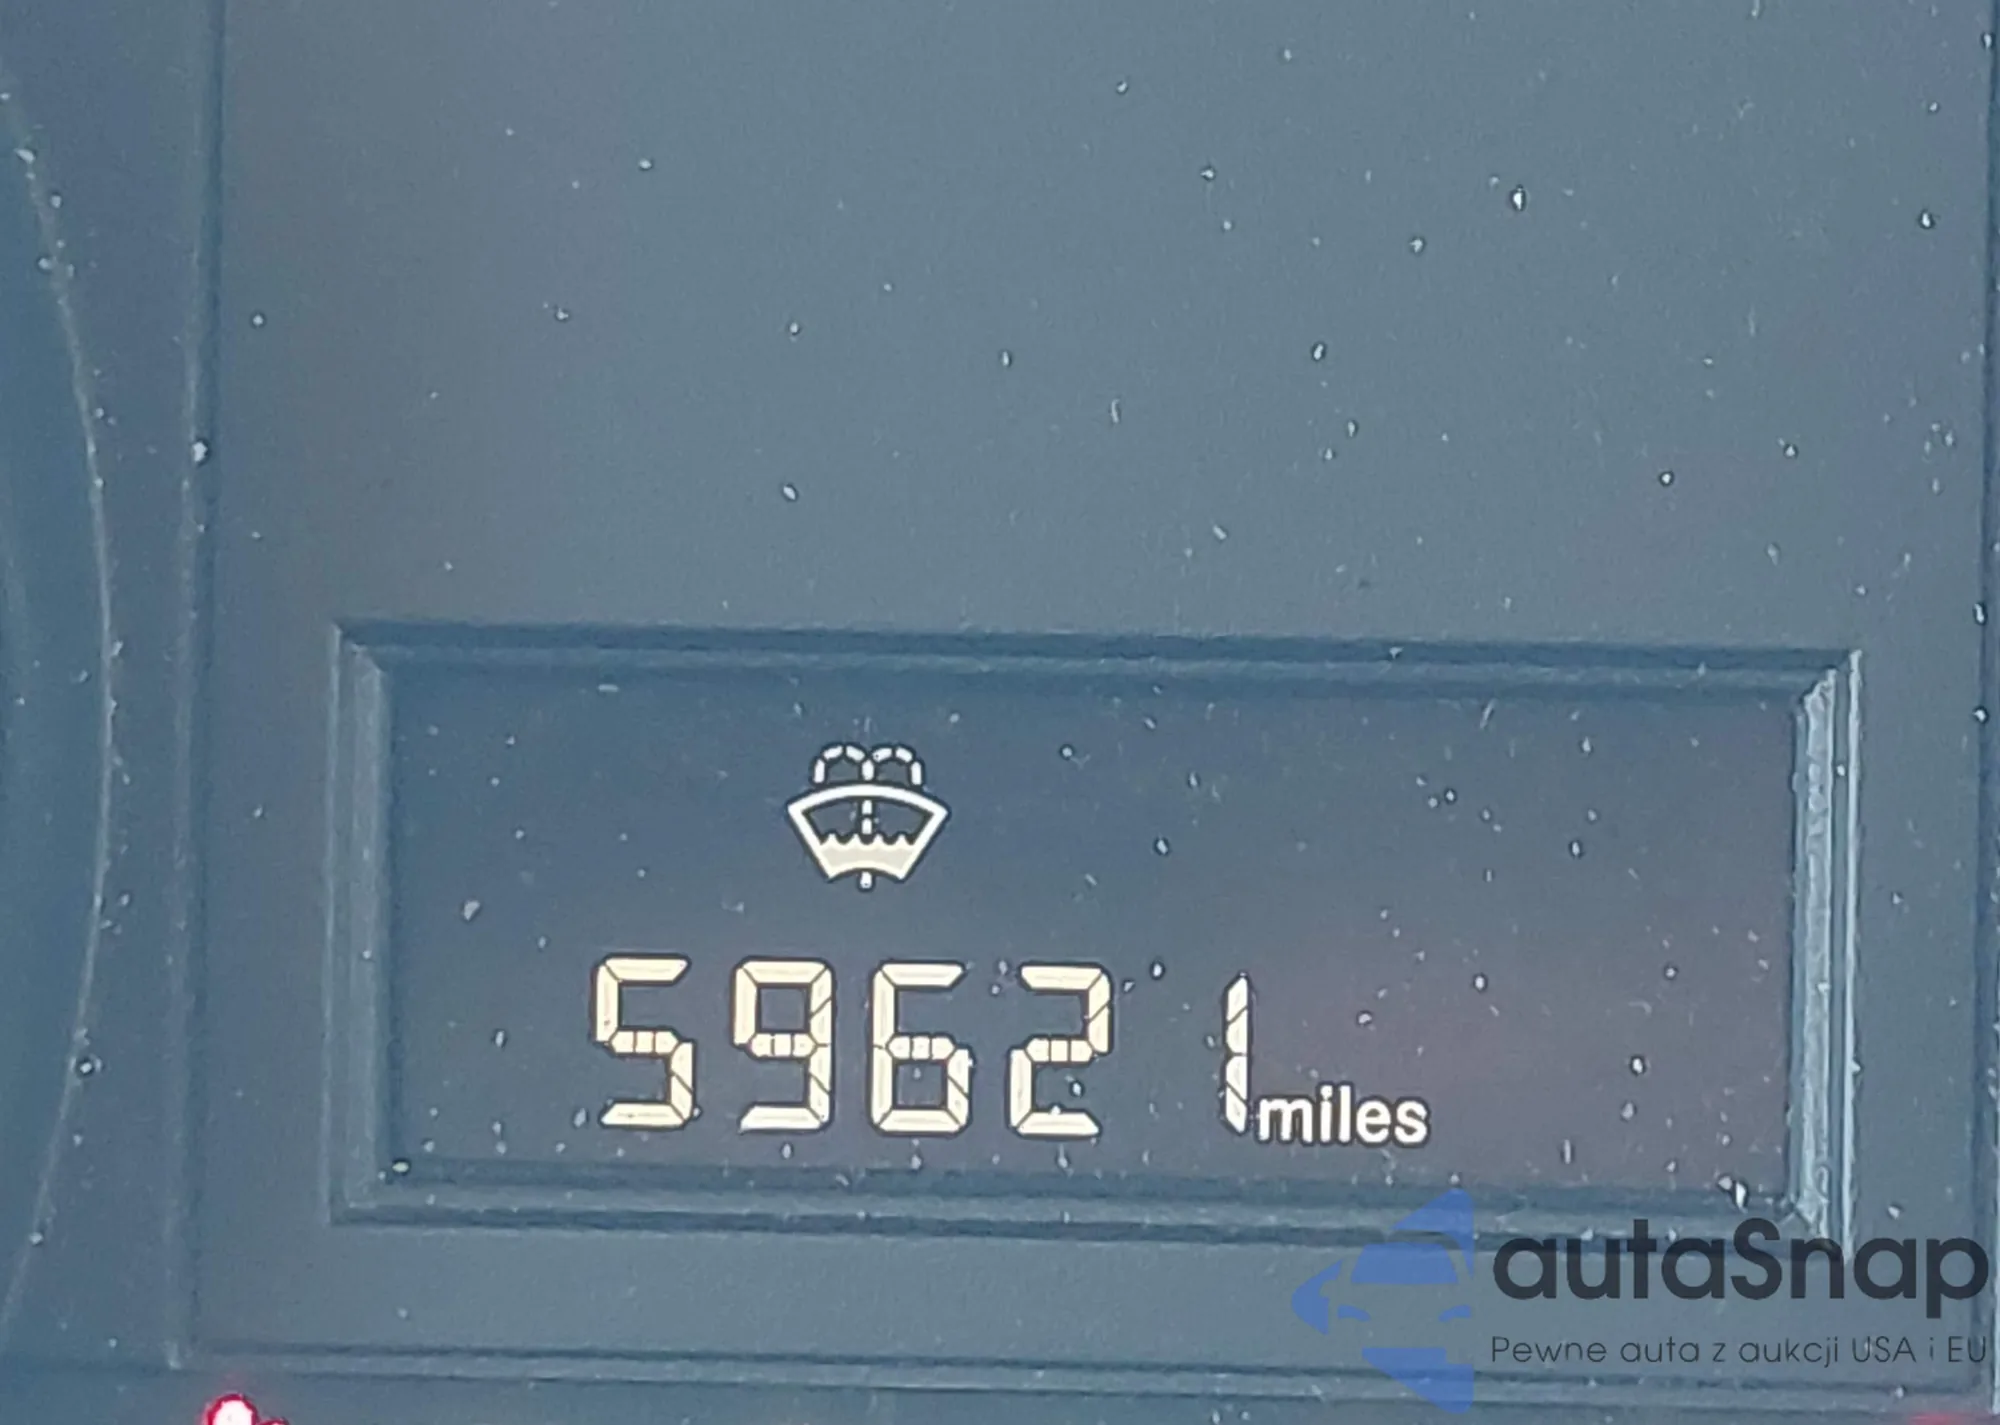 59621 miles
autaSnap
Pewne auta z aukcji USA i EU